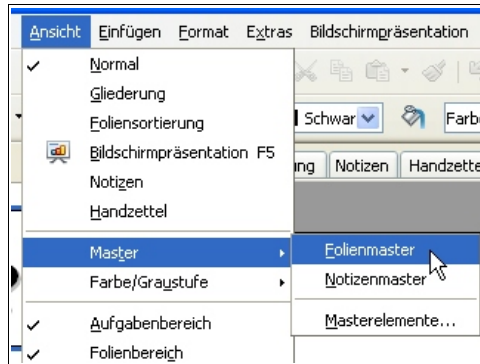 Ansicht Einfügen Format Extras Bildschirmpräsentation
Normal
Gliederung
Foliensortierung
Bildschirmpräsentation F5
Notizen
Handzettel
Master
Farbe/Graustufe
Aufgabenbereich
Folienbereich
Schwar Farb
Notizen Handzette
Folienmaster
Notizenmaster
Masterelemente...